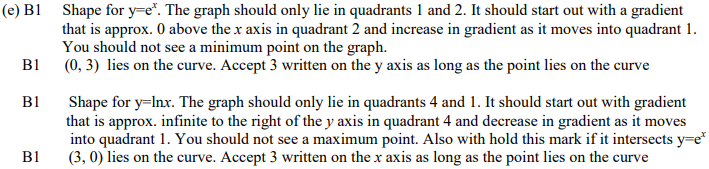 (e) B1 Shape for y=eˣ. The graph should only lie in quadrants 1 and 2. It should start out with a gradient
that is approx. 0 above the x axis in quadrant 2 and increase in gradient as it moves into quadrant 1.
You should not see a minimum point on the graph.
B1 (0, 3) lies on the curve. Accept 3 written on the y axis as long as the point lies on the curve
B1 Shape for y=lnx. The graph should only lie in quadrants 4 and 1. It should start out with gradient
that is approx. infinite to the right of the y axis in quadrant 4 and decrease in gradient as it moves
into quadrant 1. You should not see a maximum point. Also with hold this mark if it intersects y=eˣ
B1 (3, 0) lies on the curve. Accept 3 written on the x axis as long as the point lies on the curve